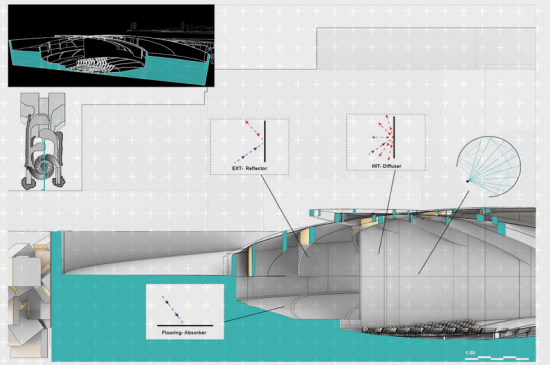 EXT- Reflector
INT- Diffuser
Flooring- Absorber
1:50